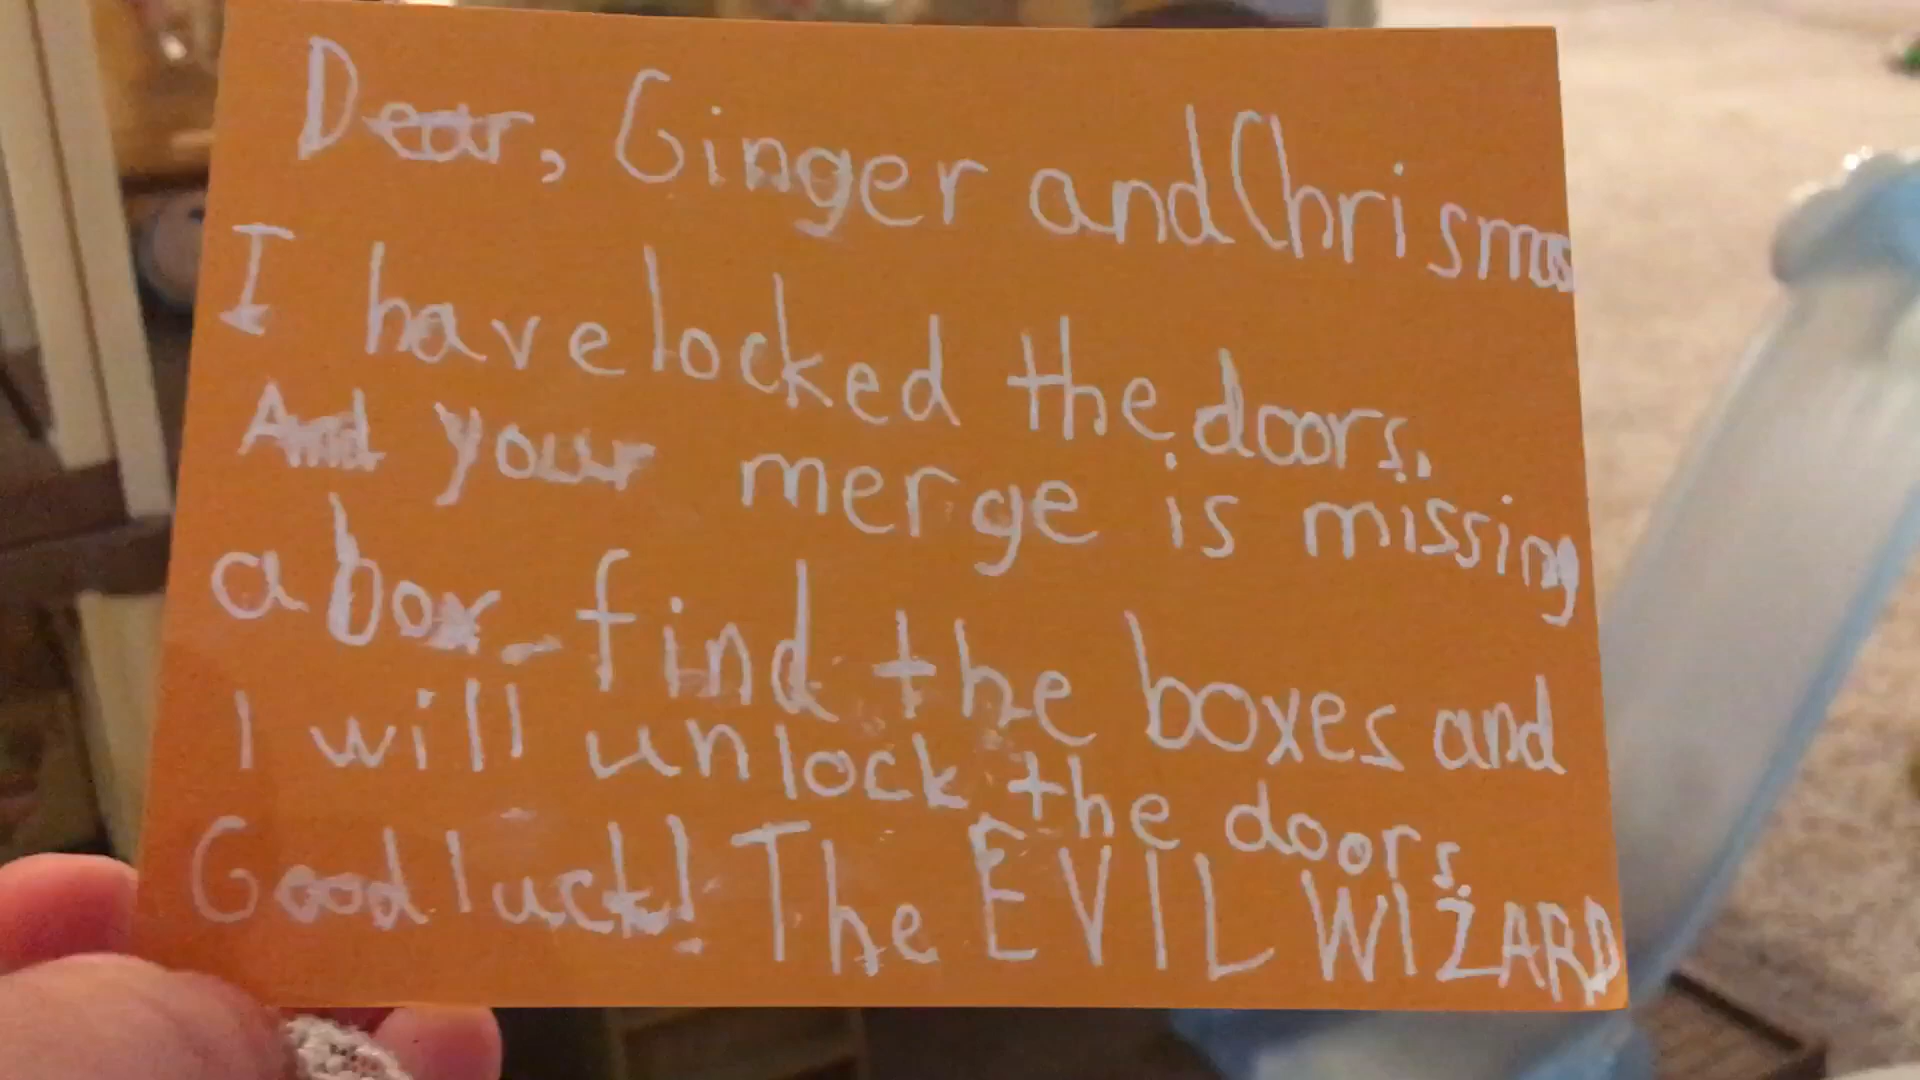 Dear, Ginger and Chrismas
I have locked the doors.
And your merge is missing
a box. find the boxes and
I will unlock the doors.
Good luck! The EVIL WIZARD